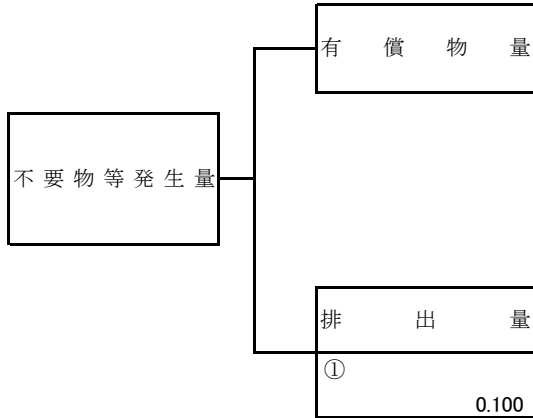 有償物量
不要物等発生量
排出量
①
0.100